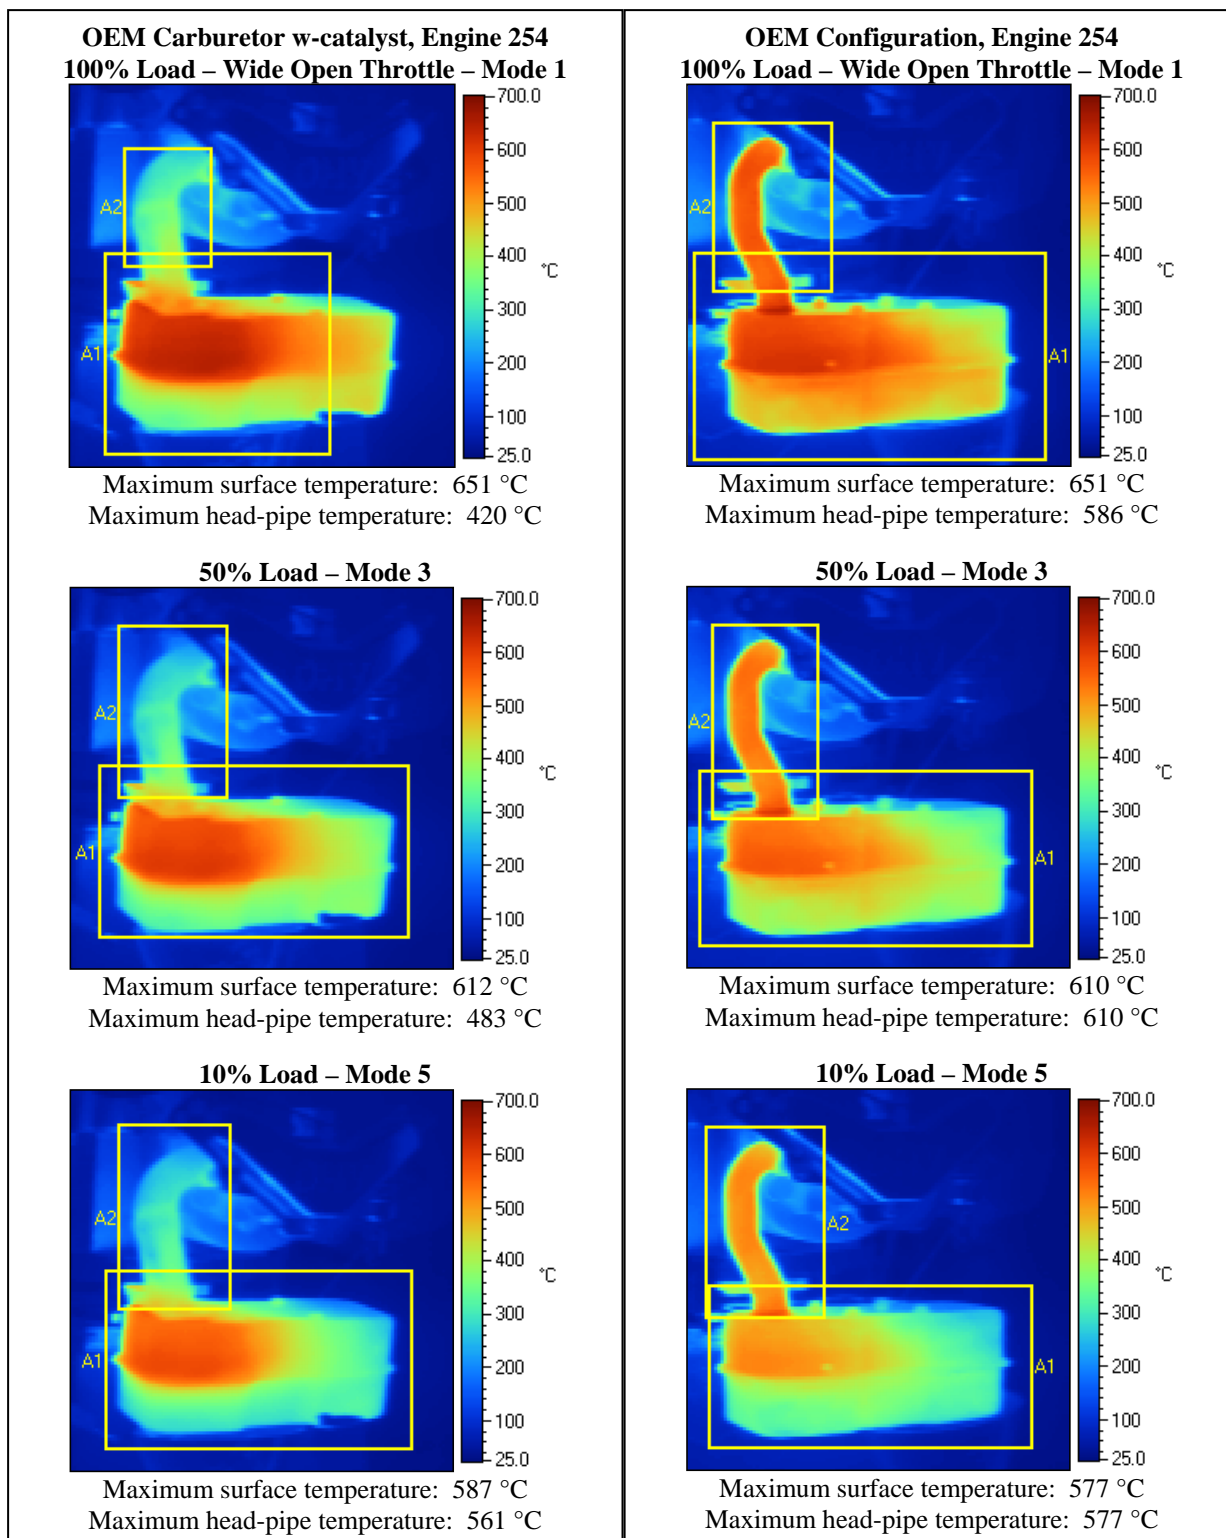 OEM Carburetor w-catalyst, Engine 254
100% Load – Wide Open Throttle – Mode 1
700.0
600
500
400
°C
300
200
100
25.0
A2
A1
Maximum surface temperature: 651 °C
Maximum head-pipe temperature: 420 °C
50% Load – Mode 3
700.0
600
500
400
°C
300
200
100
25.0
A2
A1
Maximum surface temperature: 612 °C
Maximum head-pipe temperature: 483 °C
10% Load – Mode 5
700.0
600
500
400
°C
300
200
100
25.0
A2
A1
Maximum surface temperature: 587 °C
Maximum head-pipe temperature: 561 °C
OEM Configuration, Engine 254
100% Load – Wide Open Throttle – Mode 1
700.0
600
500
400
°C
300
200
100
25.0
A2
A1
Maximum surface temperature: 651 °C
Maximum head-pipe temperature: 586 °C
50% Load – Mode 3
700.0
600
500
400
°C
300
200
100
25.0
A2
A1
Maximum surface temperature: 610 °C
Maximum head-pipe temperature: 610 °C
10% Load – Mode 5
700.0
600
500
400
°C
300
200
100
25.0
A2
A1
Maximum surface temperature: 577 °C
Maximum head-pipe temperature: 577 °C